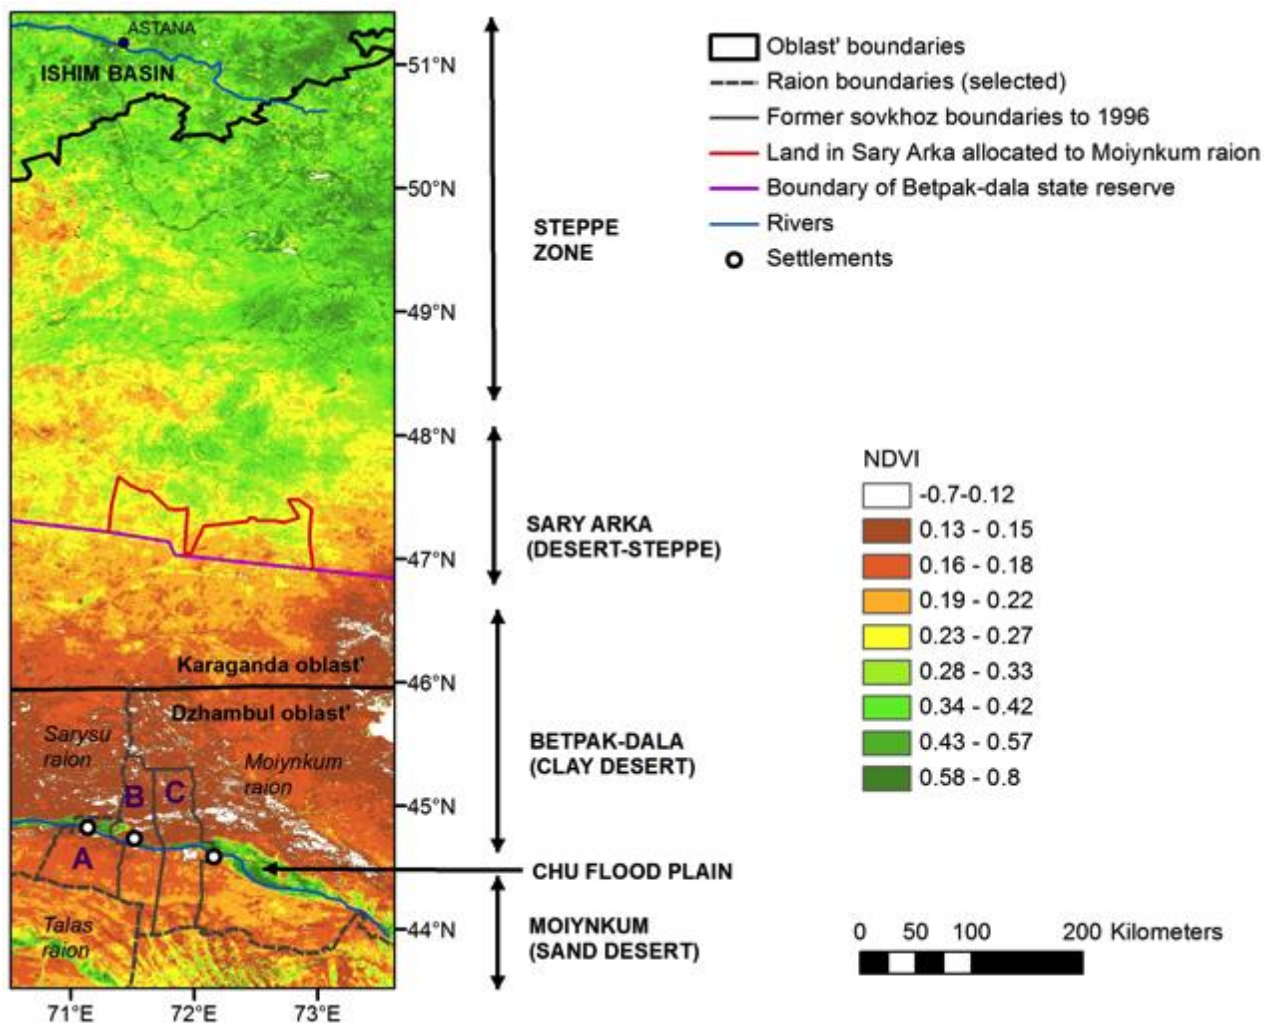 ASTANA
ISHIM BASIN
51°N
50°N
49°N
48°N
47°N
46°N
45°N
44°N
Karaganda oblast'
Dzhambul oblast'
Sarysu
raion
Moiynkum
raion
B
C
A
Talas
raion
71°E
72°E
73°E
STEPPE
ZONE
SARY ARKA
(DESERT-STEPPE)
BETPAK-DALA
(CLAY DESERT)
CHU FLOOD PLAIN
MOIYNKUM
(SAND DESERT)
Oblast' boundaries
Raion boundaries (selected)
Former sovkhoz boundaries to 1996
Land in Sary Arka allocated to Moiynkum raion
Boundary of Betpak-dala state reserve
Rivers
Settlements
NDVI
-0.7-0.12
0.13 - 0.15
0.16 - 0.18
0.19 - 0.22
0.23 - 0.27
0.28 - 0.33
0.34 - 0.42
0.43 - 0.57
0.58 - 0.8
0 50 100 200 Kilometers